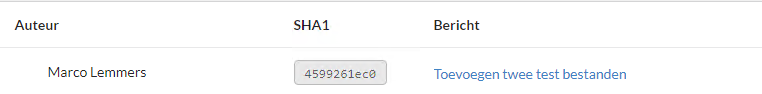 Auteur SHA1 Bericht
Marco Lemmers 4599261ec0 Toevoegen twee test bestanden